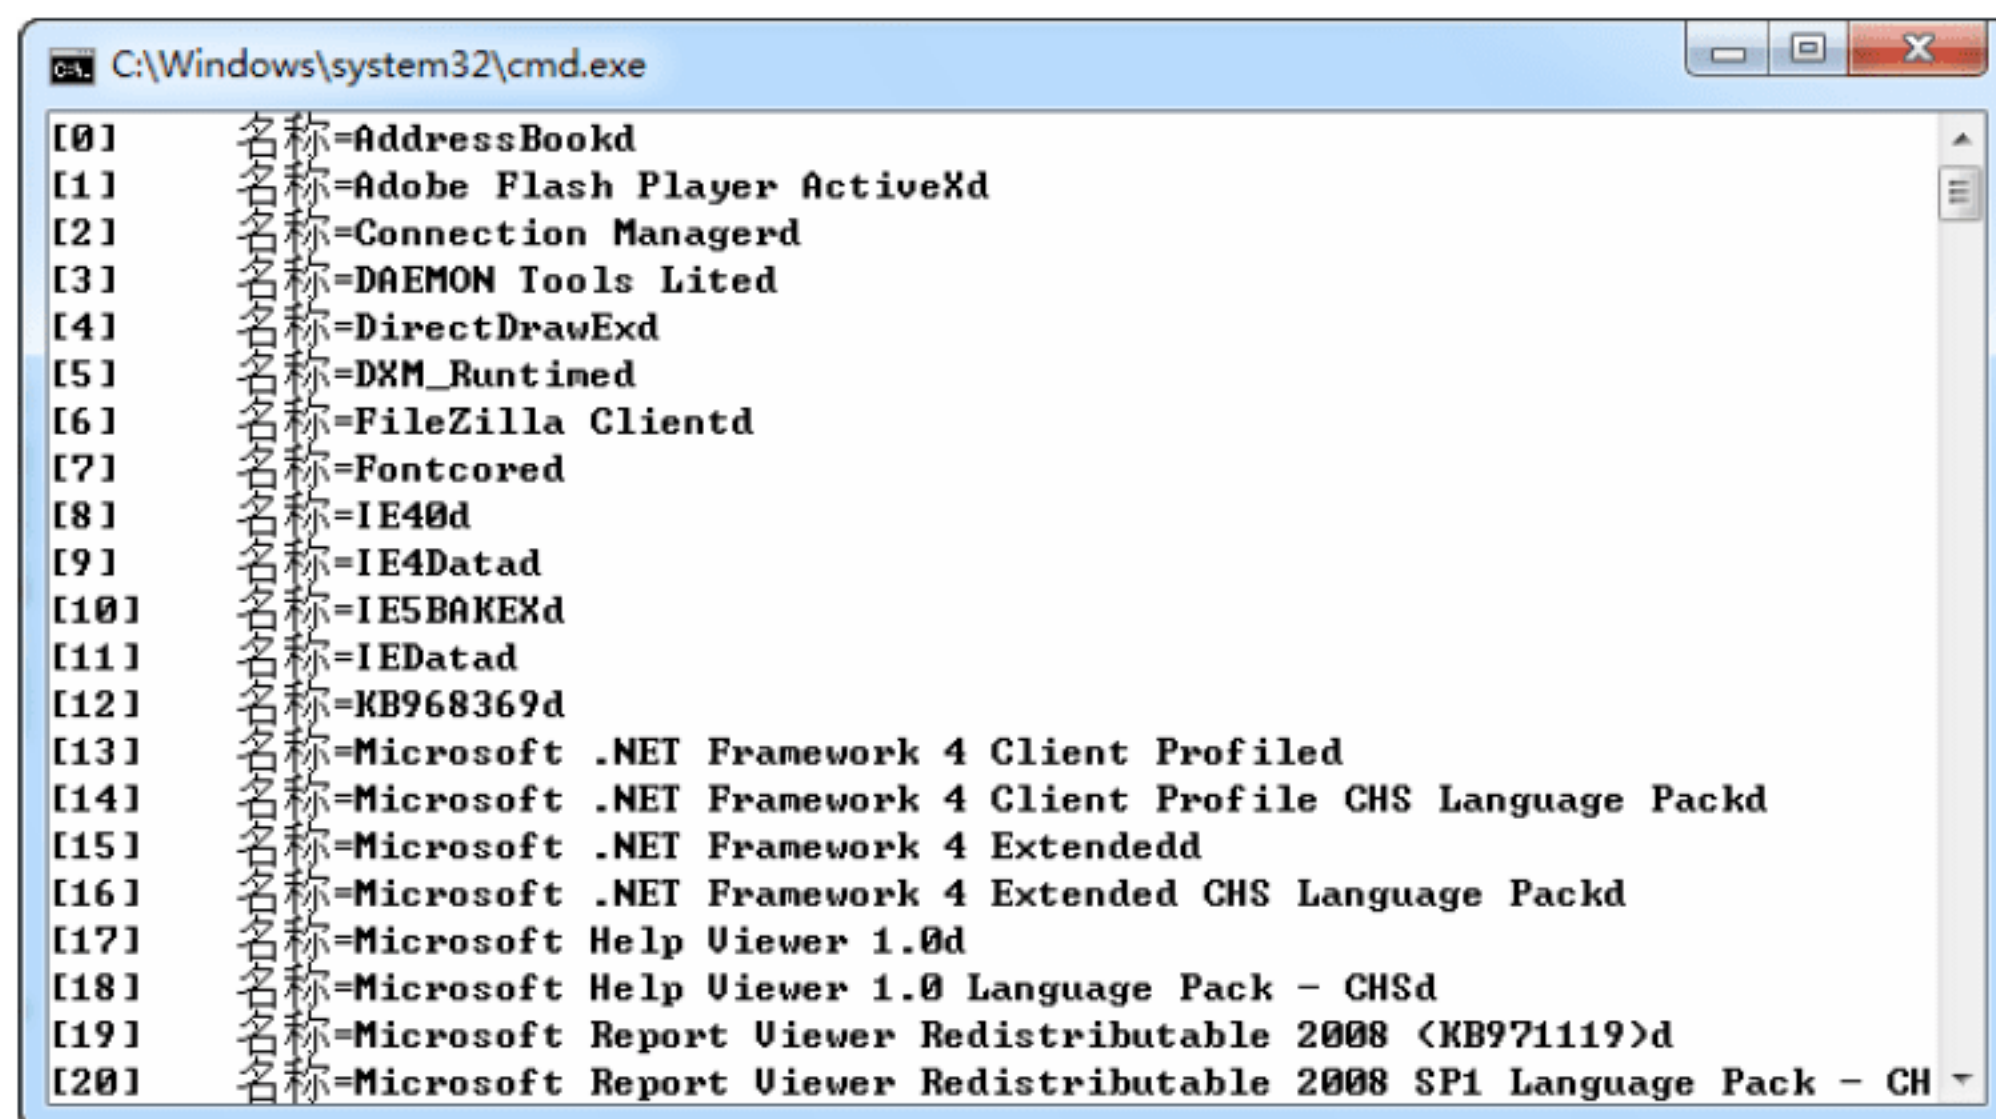 C:\Windows\system32\cmd.exe
[0] 名称=AddressBookd
[1] 名称=Adobe Flash Player ActiveXd
[2] 名称=Connection Managerd
[3] 名称=DAEMON Tools Lited
[4] 名称=DirectDrawExd
[5] 名称=DXM_Runtimed
[6] 名称=FileZilla Clientd
[7] 名称=Fontcored
[8] 名称=IE40d
[9] 名称=IE4Datad
[10] 名称=IE5BAKEXd
[11] 名称=IEDatad
[12] 名称=KB968369d
[13] 名称=Microsoft .NET Framework 4 Client Profiled
[14] 名称=Microsoft .NET Framework 4 Client Profile CHS Language Packd
[15] 名称=Microsoft .NET Framework 4 Extendedd
[16] 名称=Microsoft .NET Framework 4 Extended CHS Language Packd
[17] 名称=Microsoft Help Viewer 1.0d
[18] 名称=Microsoft Help Viewer 1.0 Language Pack - CHSd
[19] 名称=Microsoft Report Viewer Redistributable 2008 (KB971119)d
[20] 名称=Microsoft Report Viewer Redistributable 2008 SP1 Language Pack - CH